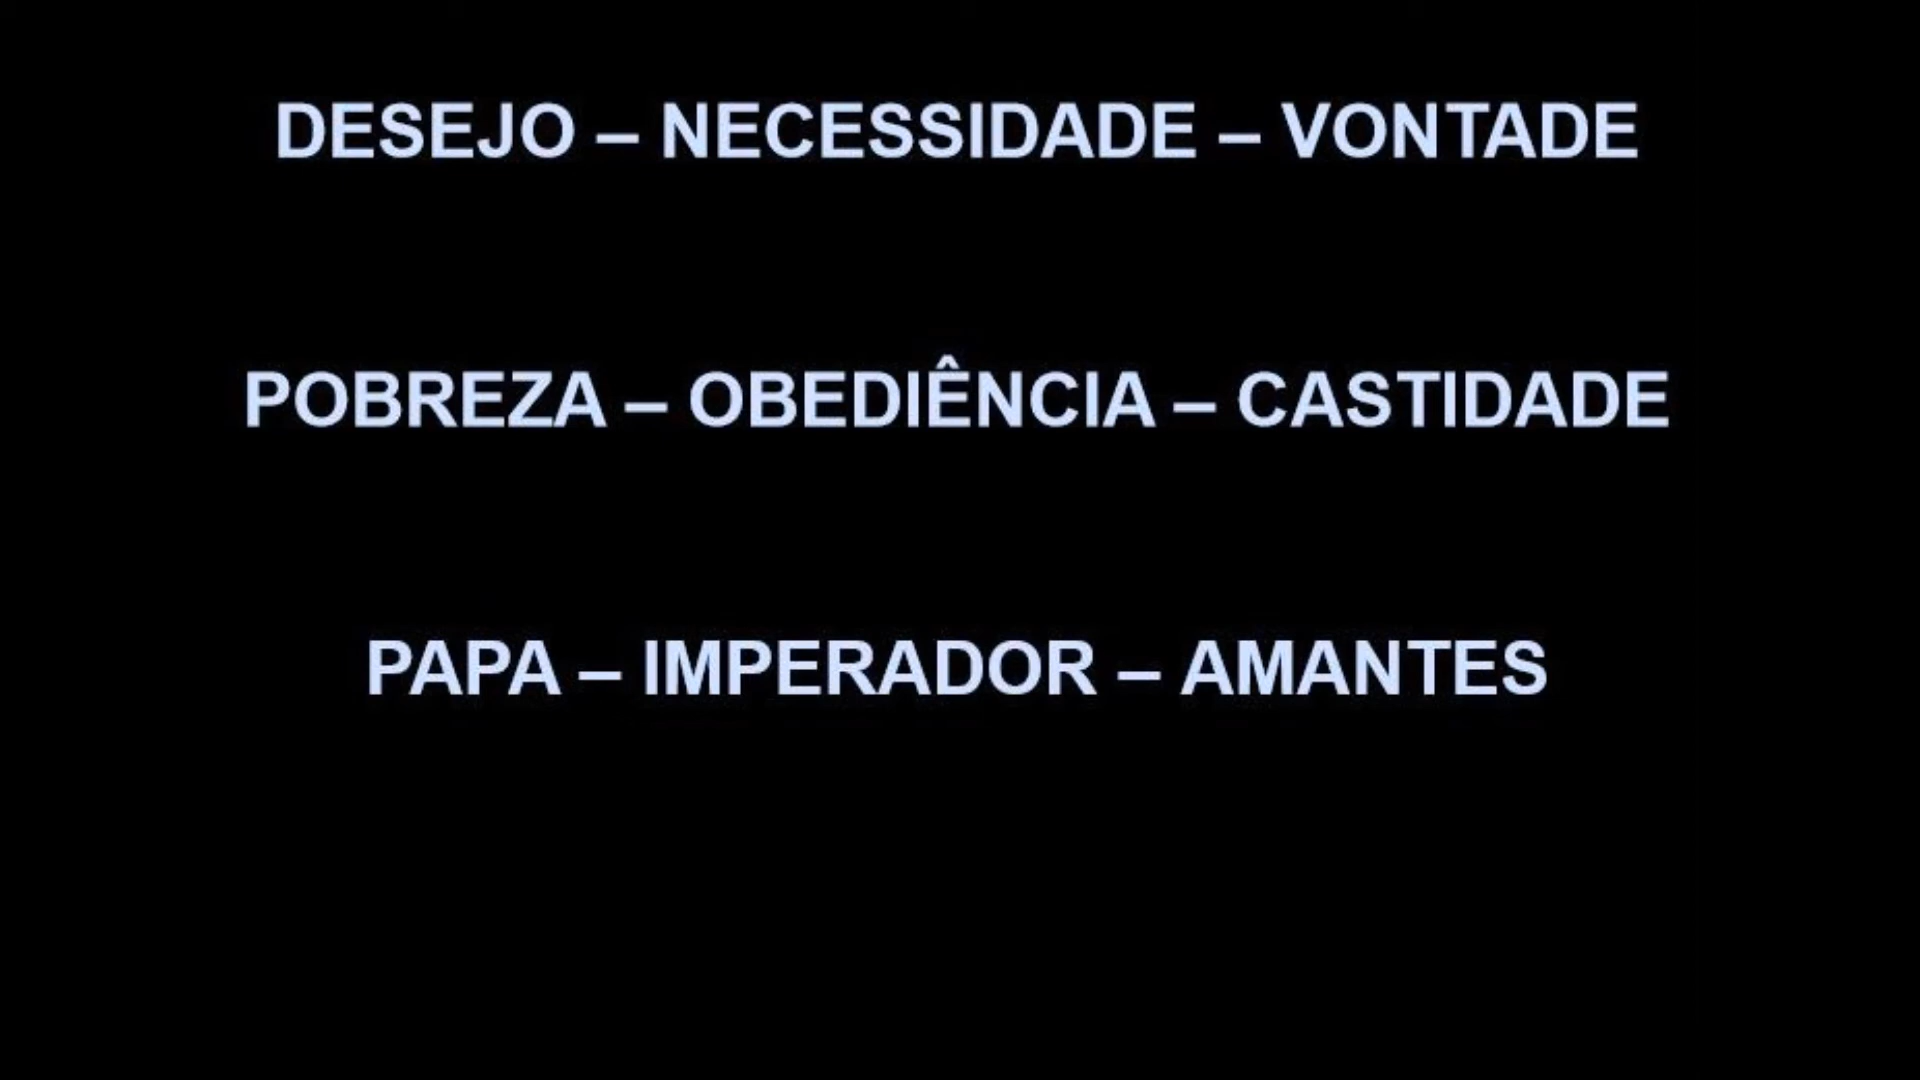 DESEJO – NECESSIDADE – VONTADE
POBREZA – OBEDIÊNCIA – CASTIDADE
PAPA – IMPERADOR – AMANTES